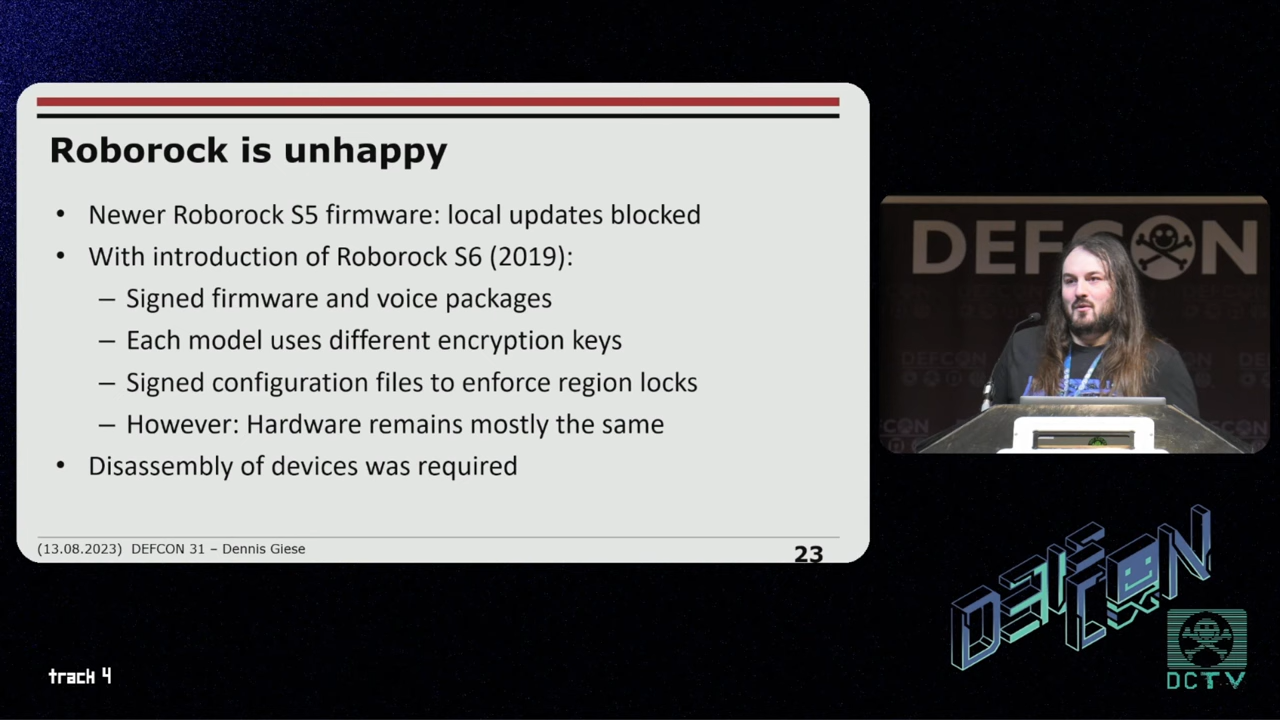 Roborock is unhappy
• Newer Roborock S5 firmware: local updates blocked
• With introduction of Roborock S6 (2019):
– Signed firmware and voice packages
– Each model uses different encryption keys
– Signed configuration files to enforce region locks
– However: Hardware remains mostly the same
• Disassembly of devices was required
(13.08.2023) DEFCON 31 – Dennis Giese
23
DEFCON
DEFCON
DCTV
track 4